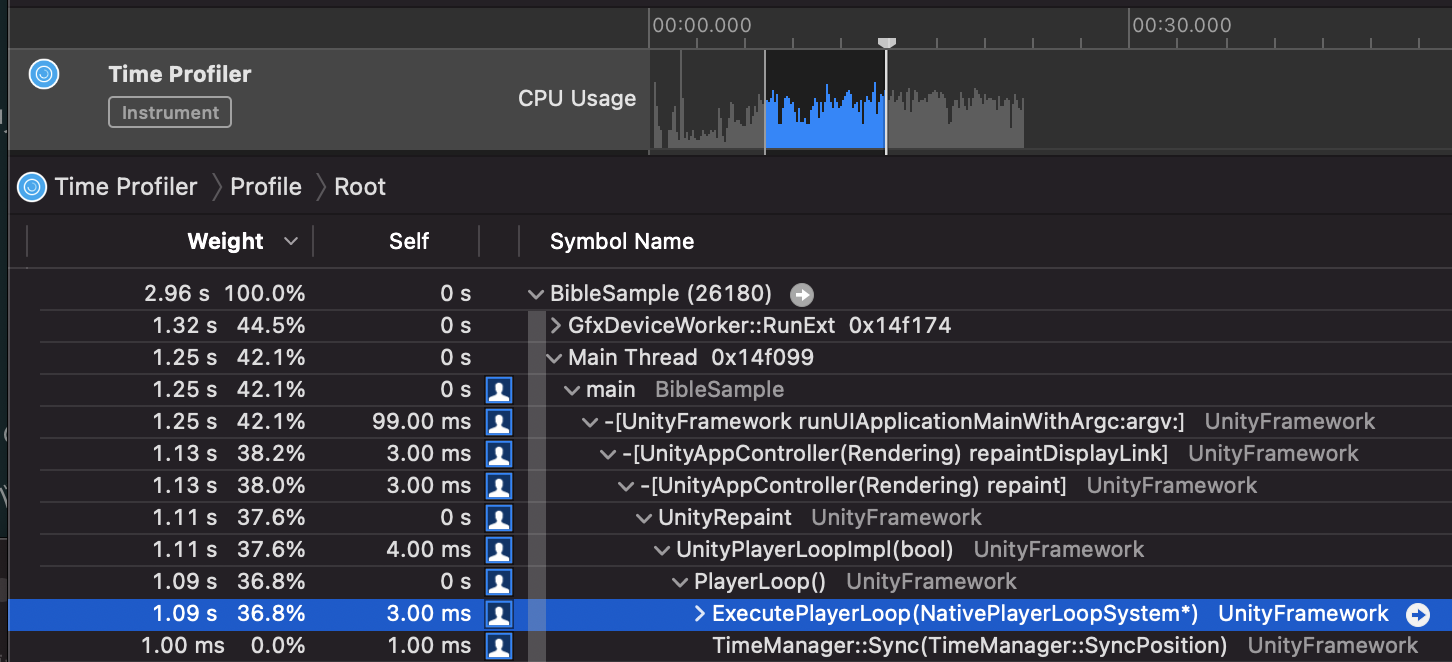 00:00.000 00:30.000
Time Profiler
Instrument
CPU Usage
Time Profiler Profile Root
Weight Self Symbol Name
2.96 s 100.0% 0 s BibleSample (26180)
1.32 s 44.5% 0 s GfxDeviceWorker::RunExt 0x14f174
1.25 s 42.1% 0 s Main Thread 0x14f099
1.25 s 42.1% 0 s main BibleSample
1.25 s 42.1% 99.00 ms -[UnityFramework runUIApplicationMainWithArgc:argv:] UnityFramework
1.13 s 38.2% 3.00 ms -[UnityAppController(Rendering) repaintDisplayLink] UnityFramework
1.13 s 38.0% 3.00 ms -[UnityAppController(Rendering) repaint] UnityFramework
1.11 s 37.6% 0 s UnityRepaint UnityFramework
1.11 s 37.6% 4.00 ms UnityPlayerLoopImpl(bool) UnityFramework
1.09 s 36.8% 0 s PlayerLoop() UnityFramework
1.09 s 36.8% 3.00 ms ExecutePlayerLoop(NativePlayerLoopSystem*) UnityFramework
1.00 ms 0.0% 1.00 ms TimeManager::Sync(TimeManager::SyncPosition) UnityFramework